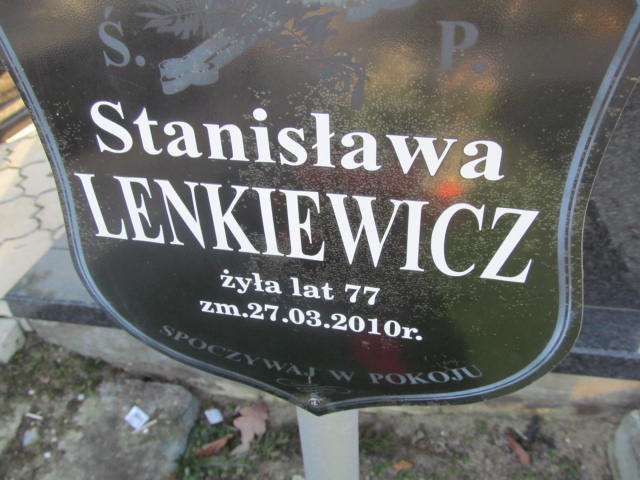 Ś. P.
Stanisława
LENKIEWICZ
żyła lat 77
zm.27.03.2010r.
SPOCZYWAJ W POKOJU